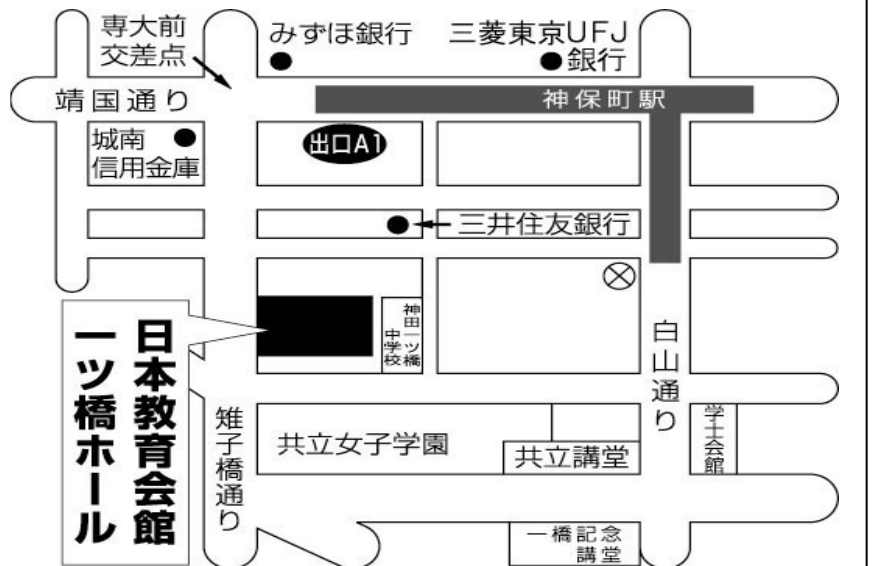 専大前
交差点
みずほ銀行
三菱東京UFJ
銀行
靖国通り
神保町駅
城南
信用金庫
出口A1
三井住友銀行
神田一ツ橋
中学校
日本教育会館
一ツ橋ホール
白山通り
雉子橋通り
共立女子学園
共立講堂
学士会館
一橋記念
講堂